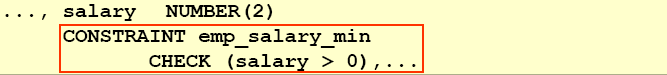 ..., salary NUMBER(2)
CONSTRAINT emp_salary_min
CHECK (salary > 0),...